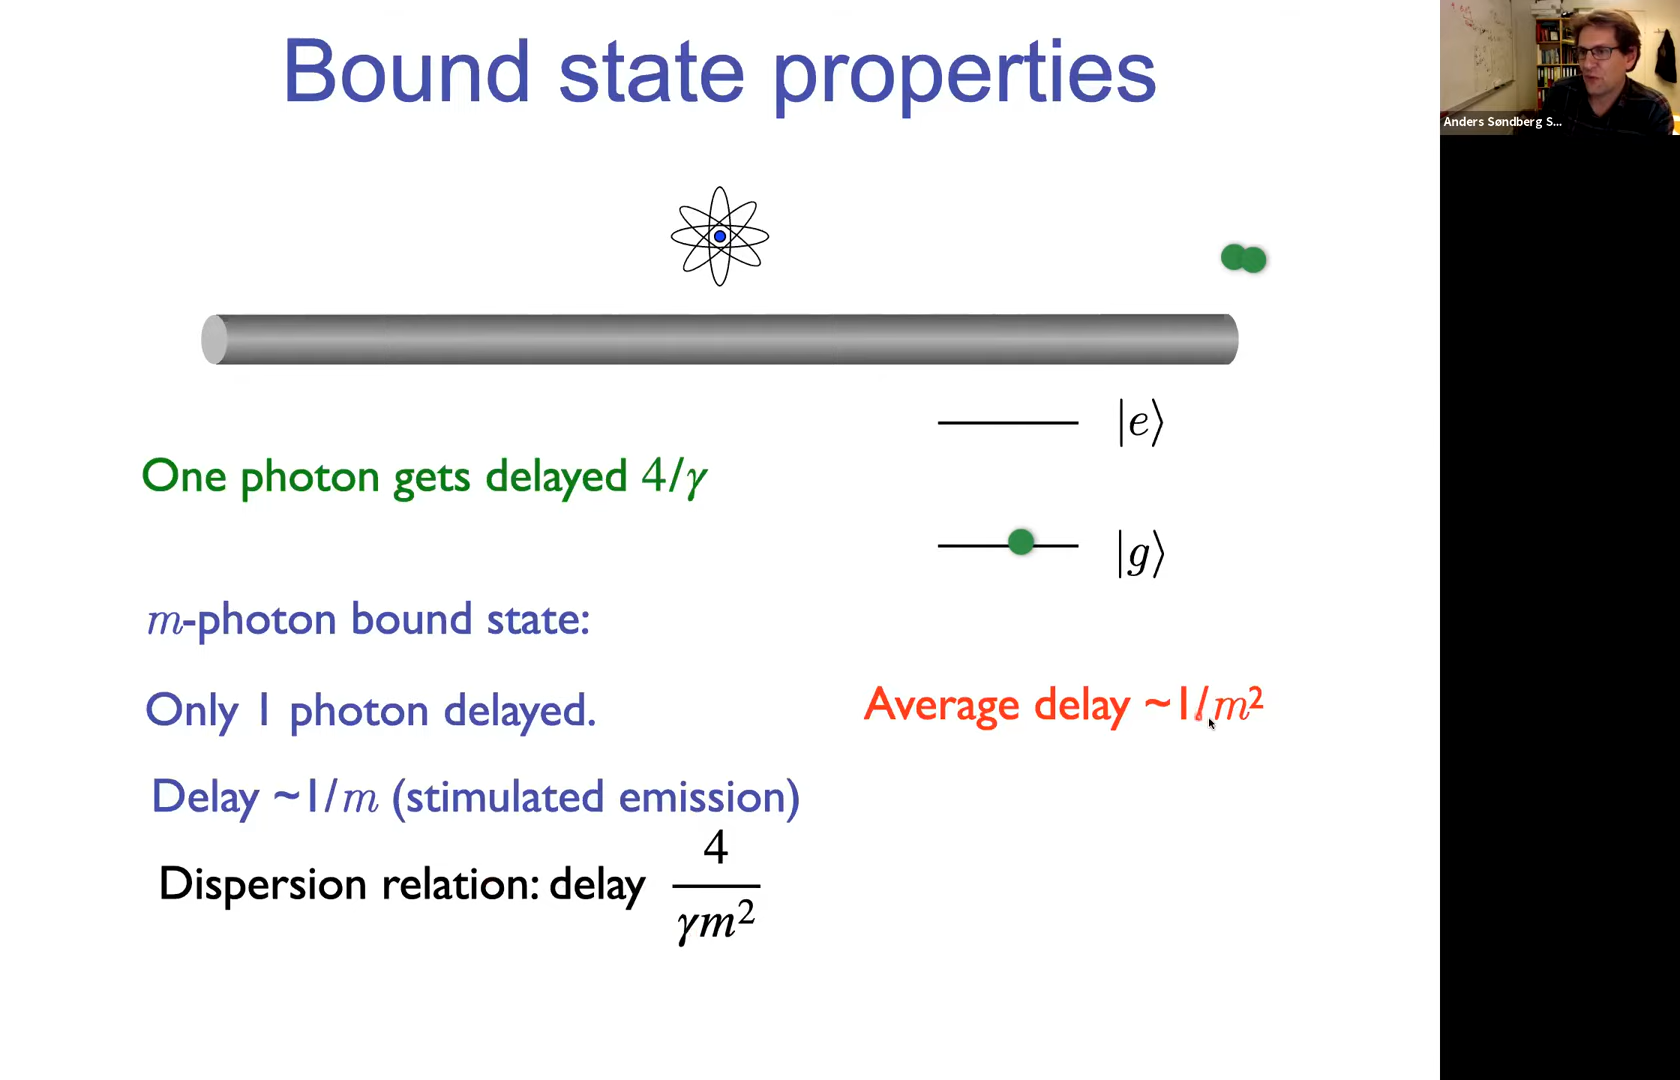 Bound state properties
Anders Søndberg S...
|e⟩
One photon gets delayed 4/γ
|g⟩
m-photon bound state:
Only 1 photon delayed.
Average delay ~1/m²
Delay ~1/m (stimulated emission)
Dispersion relation: delay 4/γm²